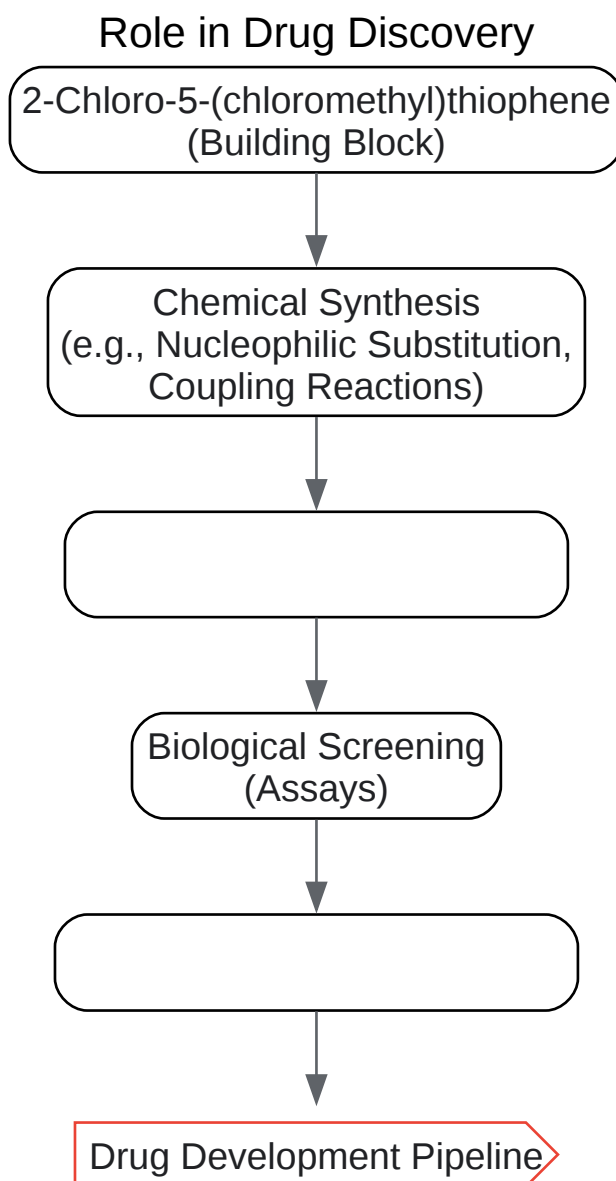 Role in Drug Discovery
2-Chloro-5-(chloromethyl)thiophene
(Building Block)
Chemical Synthesis
(e.g., Nucleophilic Substitution,
Coupling Reactions)
Biological Screening
(Assays)
Drug Development Pipeline